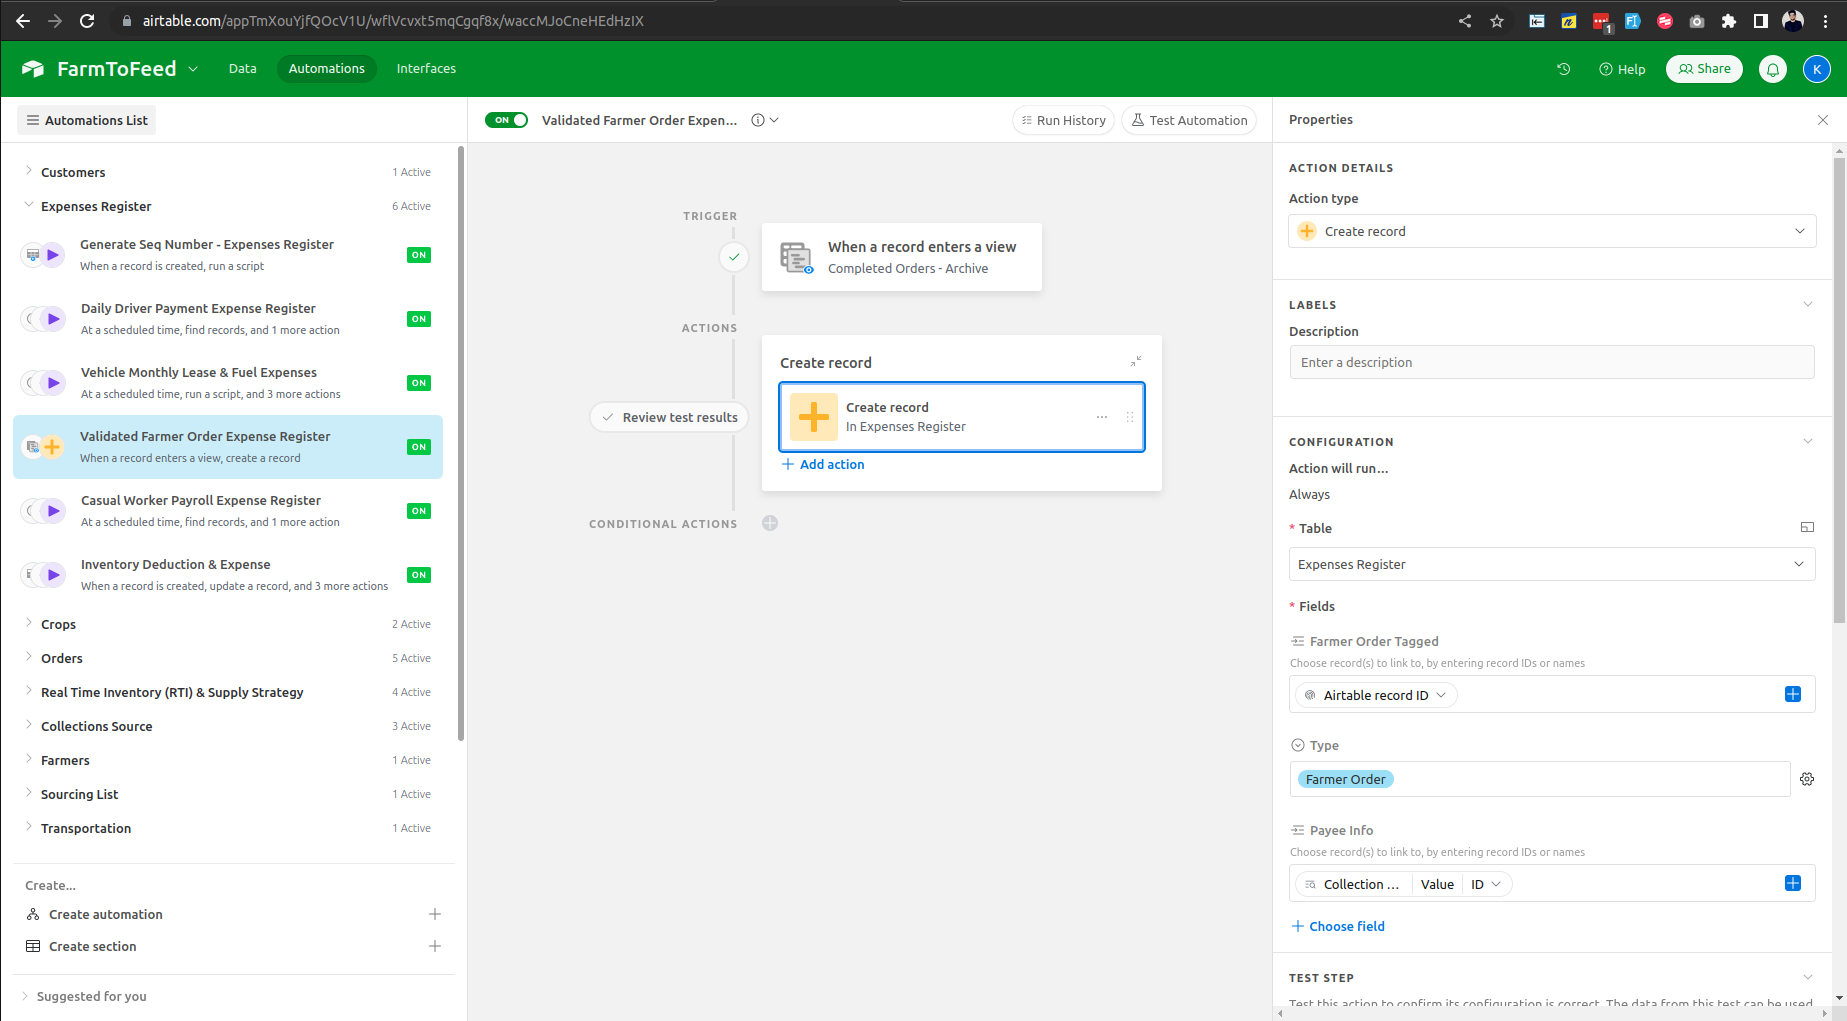 airtable.com/appTmXouYjfQOcV1U/wflVcvxt5mqCgqf8x/waccMJoCneHEdHzIX
1
FarmToFeed
Data
Automations
Interfaces
Help
Share
K
Automations List
ON
Validated Farmer Order Expen...
Run History
Test Automation
Properties
Customers
1 Active
Expenses Register
6 Active
Generate Seq Number - Expenses Register
When a record is created, run a script
ON
Daily Driver Payment Expense Register
At a scheduled time, find records, and 1 more action
ON
Vehicle Monthly Lease & Fuel Expenses
At a scheduled time, run a script, and 3 more actions
ON
Validated Farmer Order Expense Register
When a record enters a view, create a record
ON
Casual Worker Payroll Expense Register
At a scheduled time, find records, and 1 more action
ON
Inventory Deduction & Expense
When a record is created, update a record, and 3 more actions
ON
Crops
2 Active
Orders
5 Active
Real Time Inventory (RTI) & Supply Strategy
4 Active
Collections Source
3 Active
Farmers
1 Active
Sourcing List
1 Active
Transportation
1 Active
Create...
Create automation
Create section
Suggested for you
TRIGGER
When a record enters a view
Completed Orders - Archive
ACTIONS
Create record
Review test results
Create record
In Expenses Register
Add action
CONDITIONAL ACTIONS
ACTION DETAILS
Action type
Create record
LABELS
Description
Enter a description
CONFIGURATION
Action will run...
Always
* Table
Expenses Register
* Fields
Farmer Order Tagged
Choose record(s) to link to, by entering record IDs or names
Airtable record ID
Type
Farmer Order
Payee Info
Choose record(s) to link to, by entering record IDs or names
Collection ...
Value
ID
Choose field
TEST STEP
Test this action to confirm its configuration is correct. The data from this test can be used